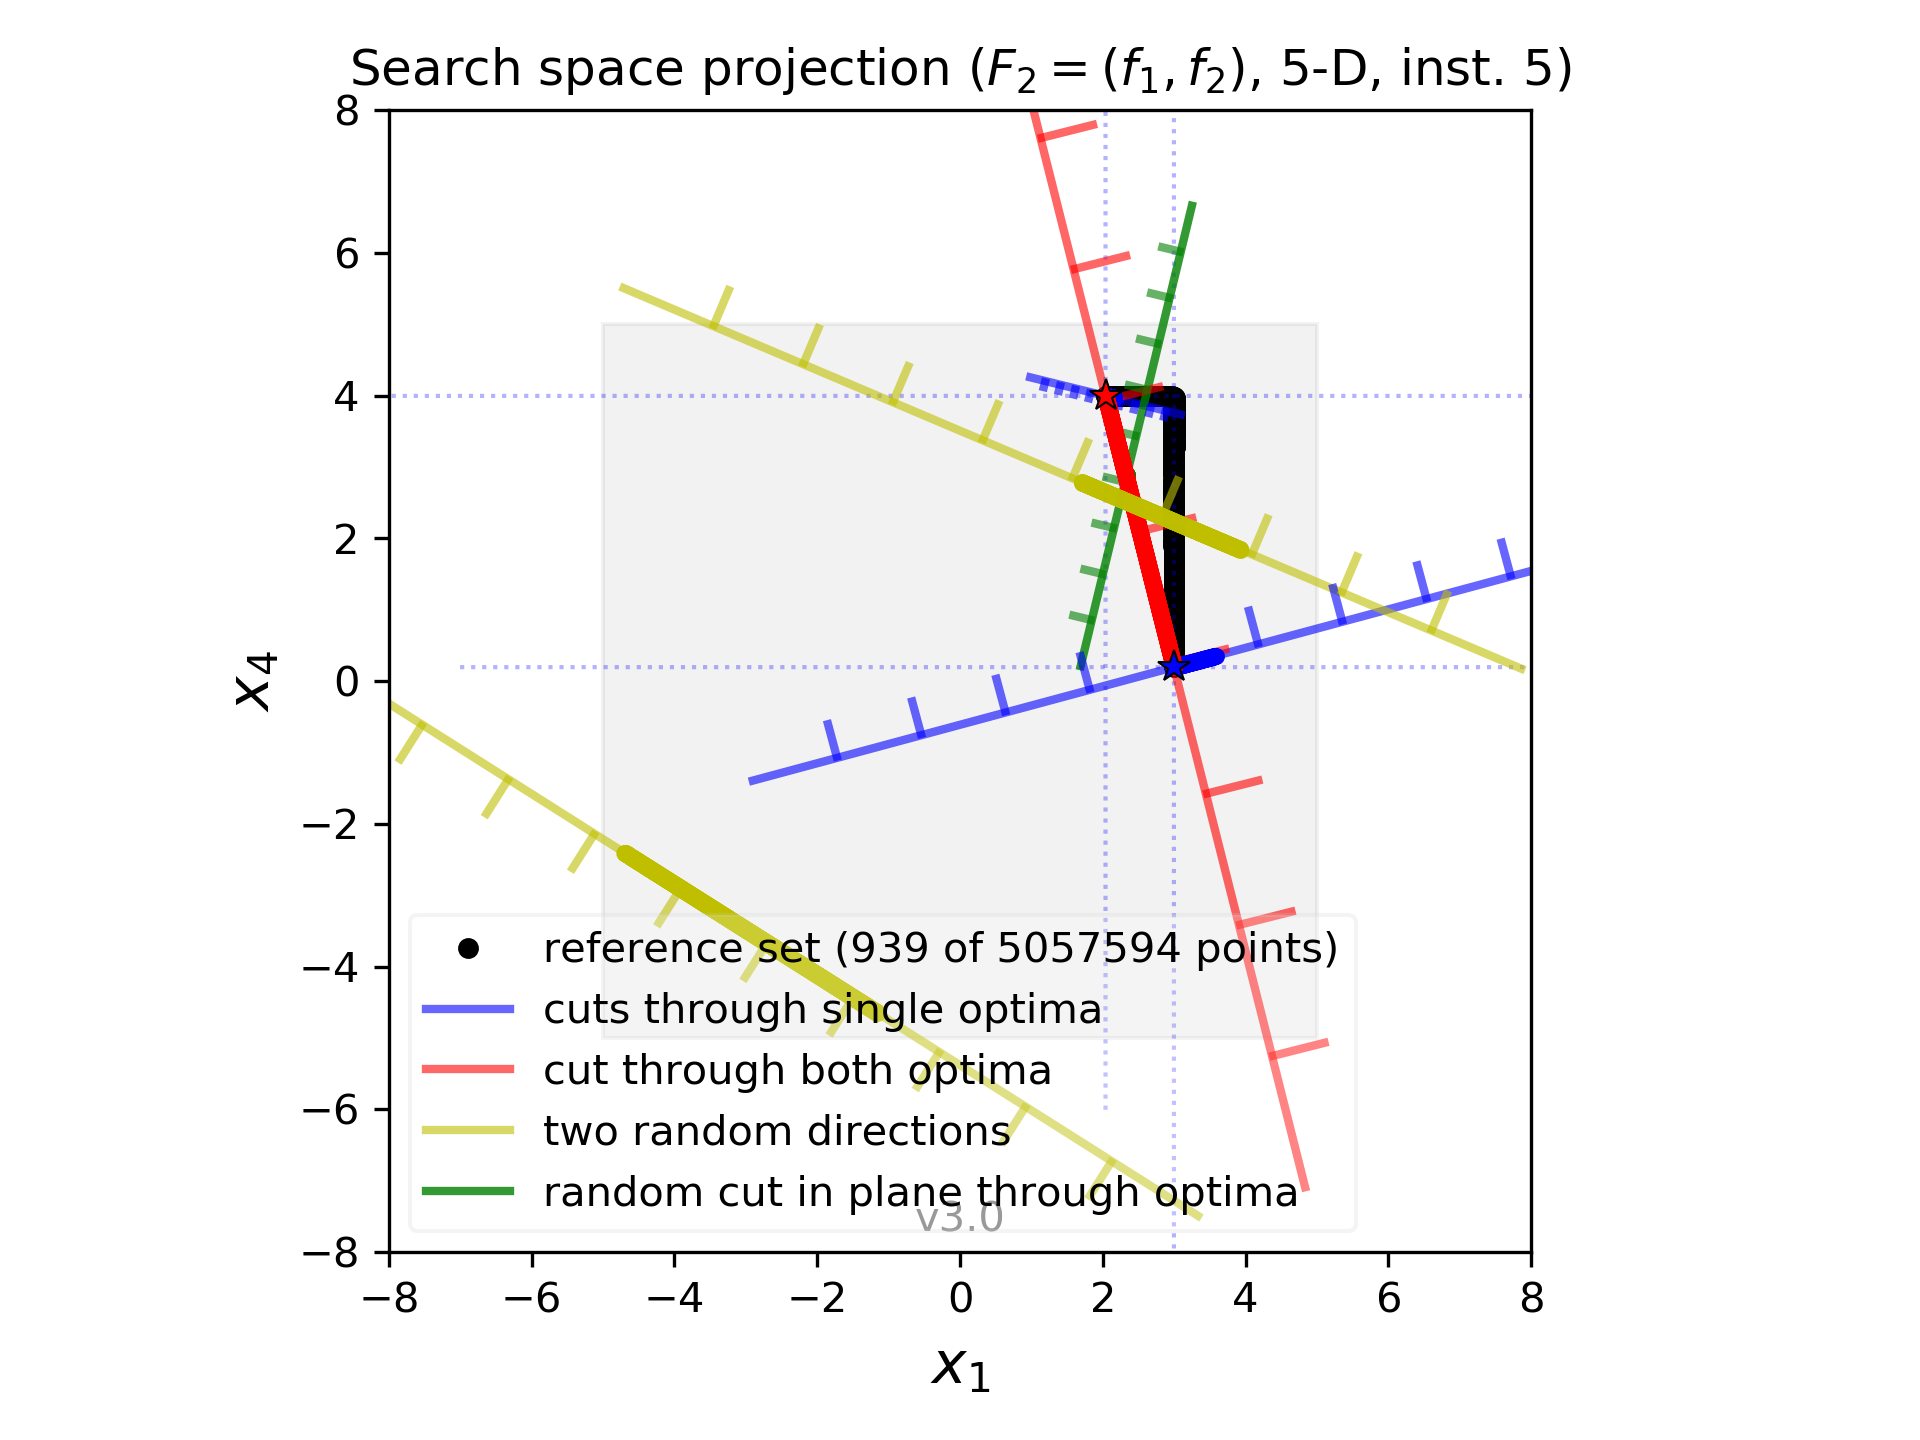 Search space projection (F₂ = (f₁, f₂), 5-D, inst. 5)
8
6
4
2
0
−2
−4
−6
−8
x₄
reference set (939 of 5057594 points)
cuts through single optima
cut through both optima
two random directions
random cut in plane through optima
v3.0
−8 −6 −4 −2 0 2 4 6 8
x₁